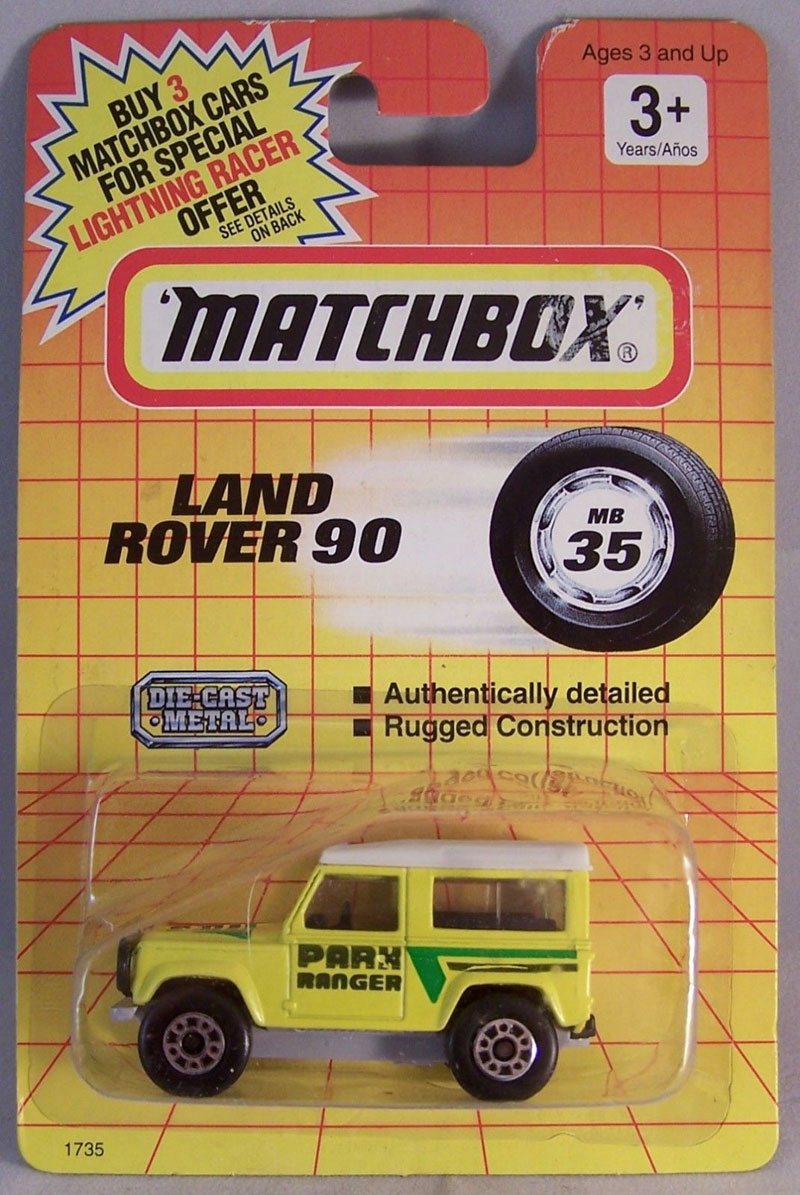 BUY 3
MATCHBOX CARS
FOR SPECIAL
LIGHTNING RACER
OFFER
SEE DETAILS
ON BACK
Ages 3 and Up
3+
Years/Años
'MATCHBOX'®
LAND
ROVER 90
MB
35
DIE-CAST
•METAL•
■ Authentically detailed
■ Rugged Construction
PARK
RANGER
1735